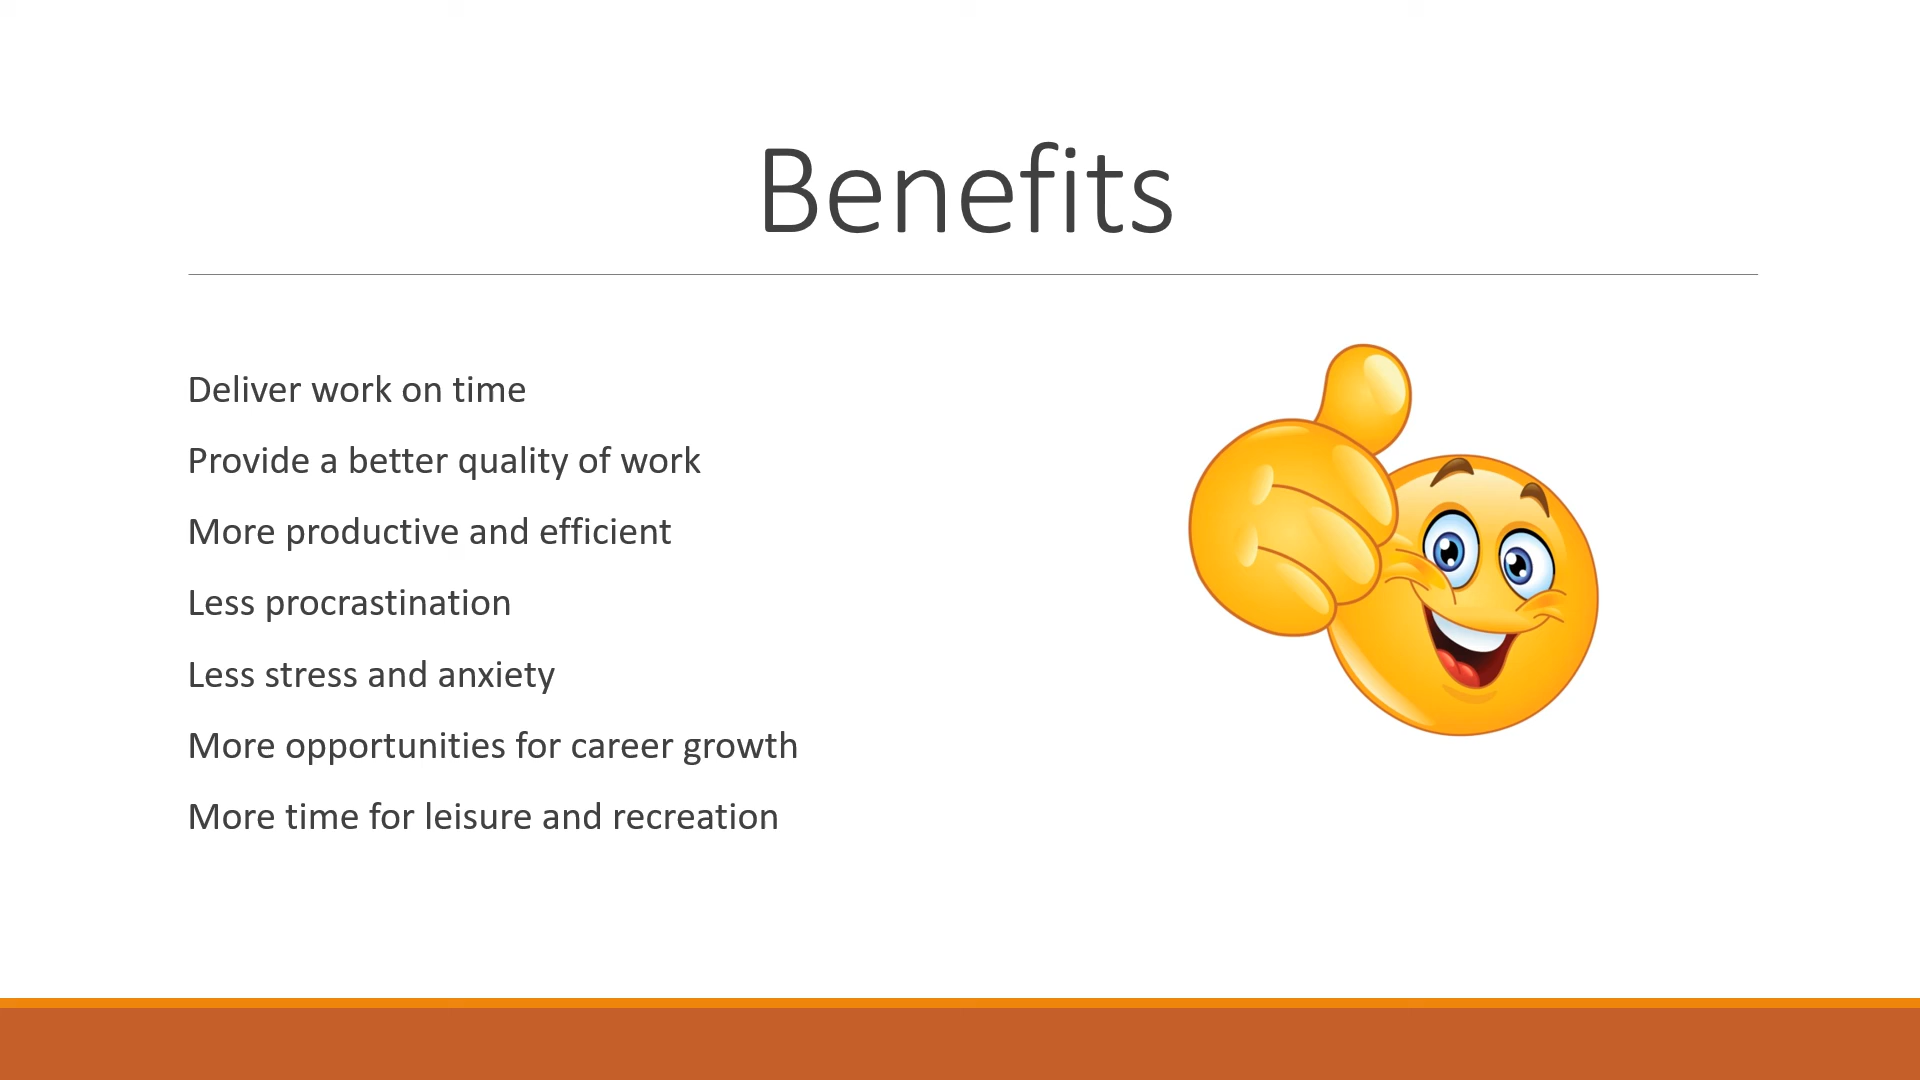 Benefits
Deliver work on time
Provide a better quality of work
More productive and efficient
Less procrastination
Less stress and anxiety
More opportunities for career growth
More time for leisure and recreation